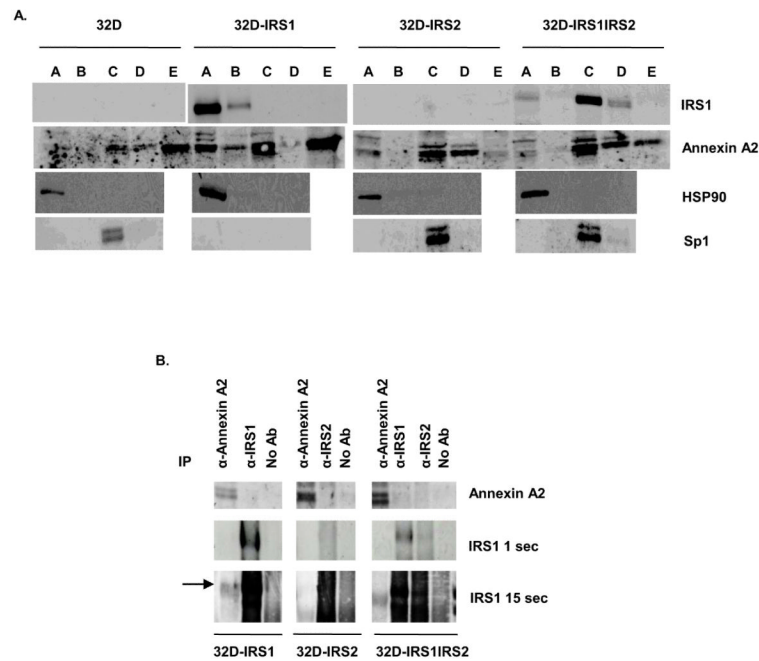 A.
32D 32D-IRS1 32D-IRS2 32D-IRS1IRS2
A B C D E A B C D E A B C D E A B C D E
IRS1
Annexin A2
HSP90
Sp1
B.
IP α-Annexin A2 α-IRS1 No Ab α-Annexin A2 α-IRS2 No Ab α-Annexin A2 α-IRS1 α-IRS2 No Ab
Annexin A2
IRS1 1 sec
IRS1 15 sec
32D-IRS1 32D-IRS2 32D-IRS1IRS2